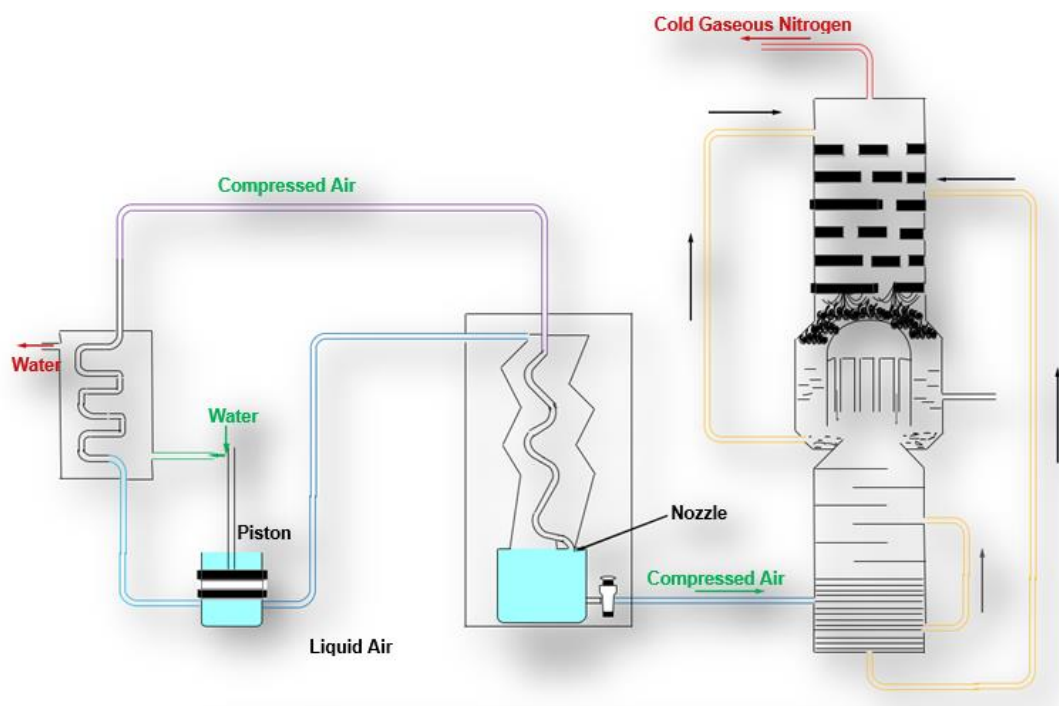 Cold Gaseous Nitrogen
Compressed Air
Water
Water
Piston
Nozzle
Compressed Air
Liquid Air